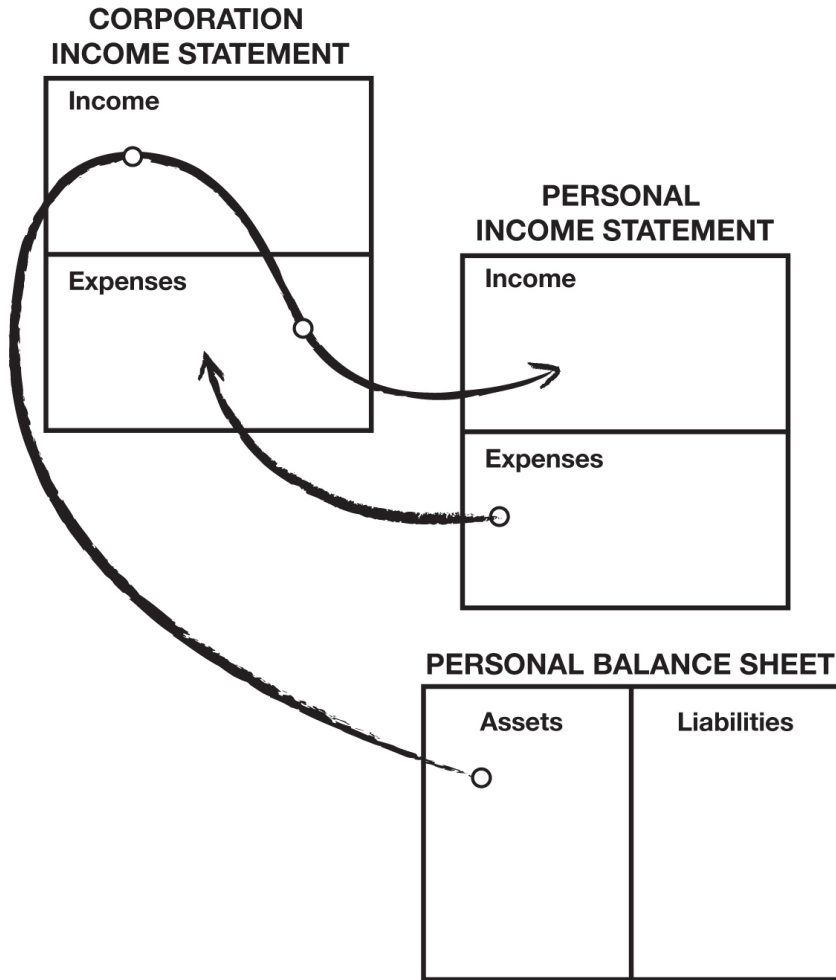 CORPORATION
INCOME STATEMENT
Income
Expenses
PERSONAL
INCOME STATEMENT
Income
Expenses
PERSONAL BALANCE SHEET
Assets
Liabilities